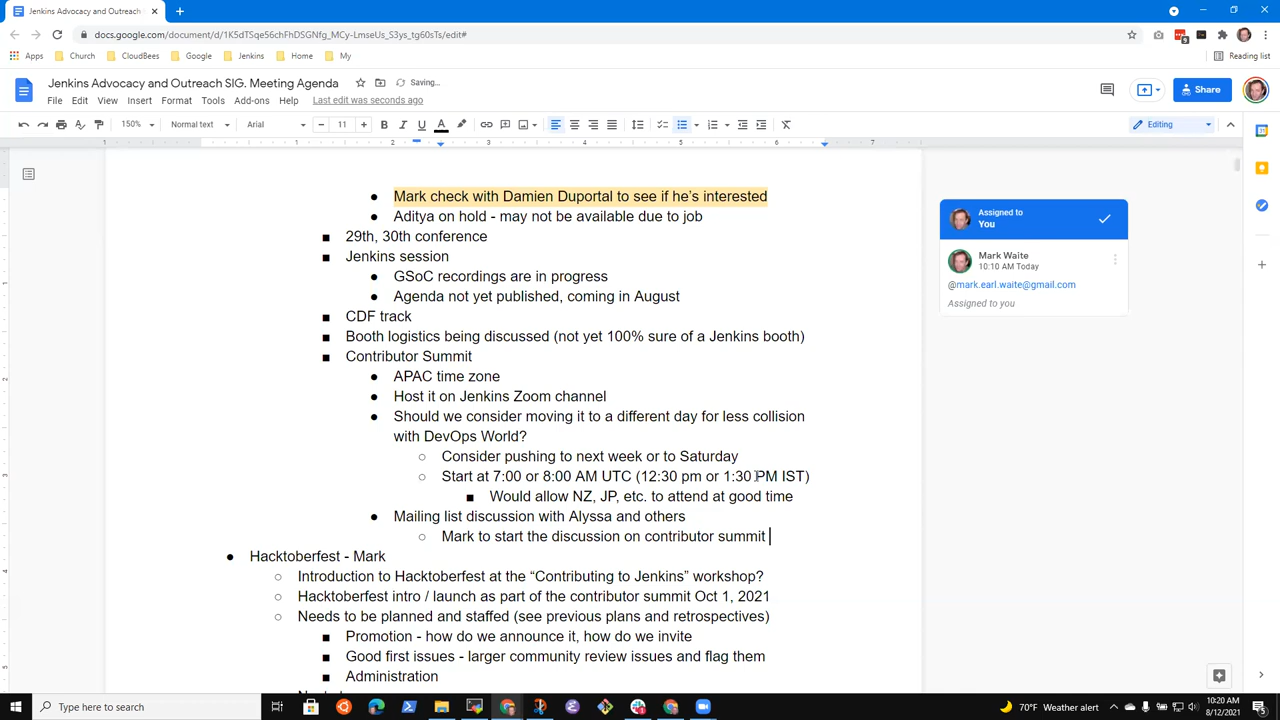 Jenkins Advocacy and Outreach
docs.google.com/document/d/1K5dTSqe56chFhDSGNfg_MCy-LmseUs_S3ys_tg60sTs/edit#
Apps Church CloudBees Google Jenkins Home My Reading list
Jenkins Advocacy and Outreach SIG. Meeting Agenda Saving...
File Edit View Insert Format Tools Add-ons Help Last edit was seconds ago
Share
150% Normal text Arial 11 Editing
1 1 2 3 4 5 6 7
Mark check with Damien Duportal to see if he's interested
Aditya on hold - may not be available due to job
29th, 30th conference
Jenkins session
GSoC recordings are in progress
Agenda not yet published, coming in August
CDF track
Booth logistics being discussed (not yet 100% sure of a Jenkins booth)
Contributor Summit
APAC time zone
Host it on Jenkins Zoom channel
Should we consider moving it to a different day for less collision
with DevOps World?
Consider pushing to next week or to Saturday
Start at 7:00 or 8:00 AM UTC (12:30 pm or 1:30 PM IST)
Would allow NZ, JP, etc. to attend at good time
Mailing list discussion with Alyssa and others
Mark to start the discussion on contributor summit
Hacktoberfest - Mark
Introduction to Hacktoberfest at the “Contributing to Jenkins” workshop?
Hacktoberfest intro / launch as part of the contributor summit Oct 1, 2021
Needs to be planned and staffed (see previous plans and retrospectives)
Promotion - how do we announce it, how do we invite
Good first issues - larger community review issues and flag them
Administration
Assigned to
You
Mark Waite
10:10 AM Today
@mark.earl.waite@gmail.com
Assigned to you
Type here to search
70°F Weather alert
10:20 AM
8/12/2021